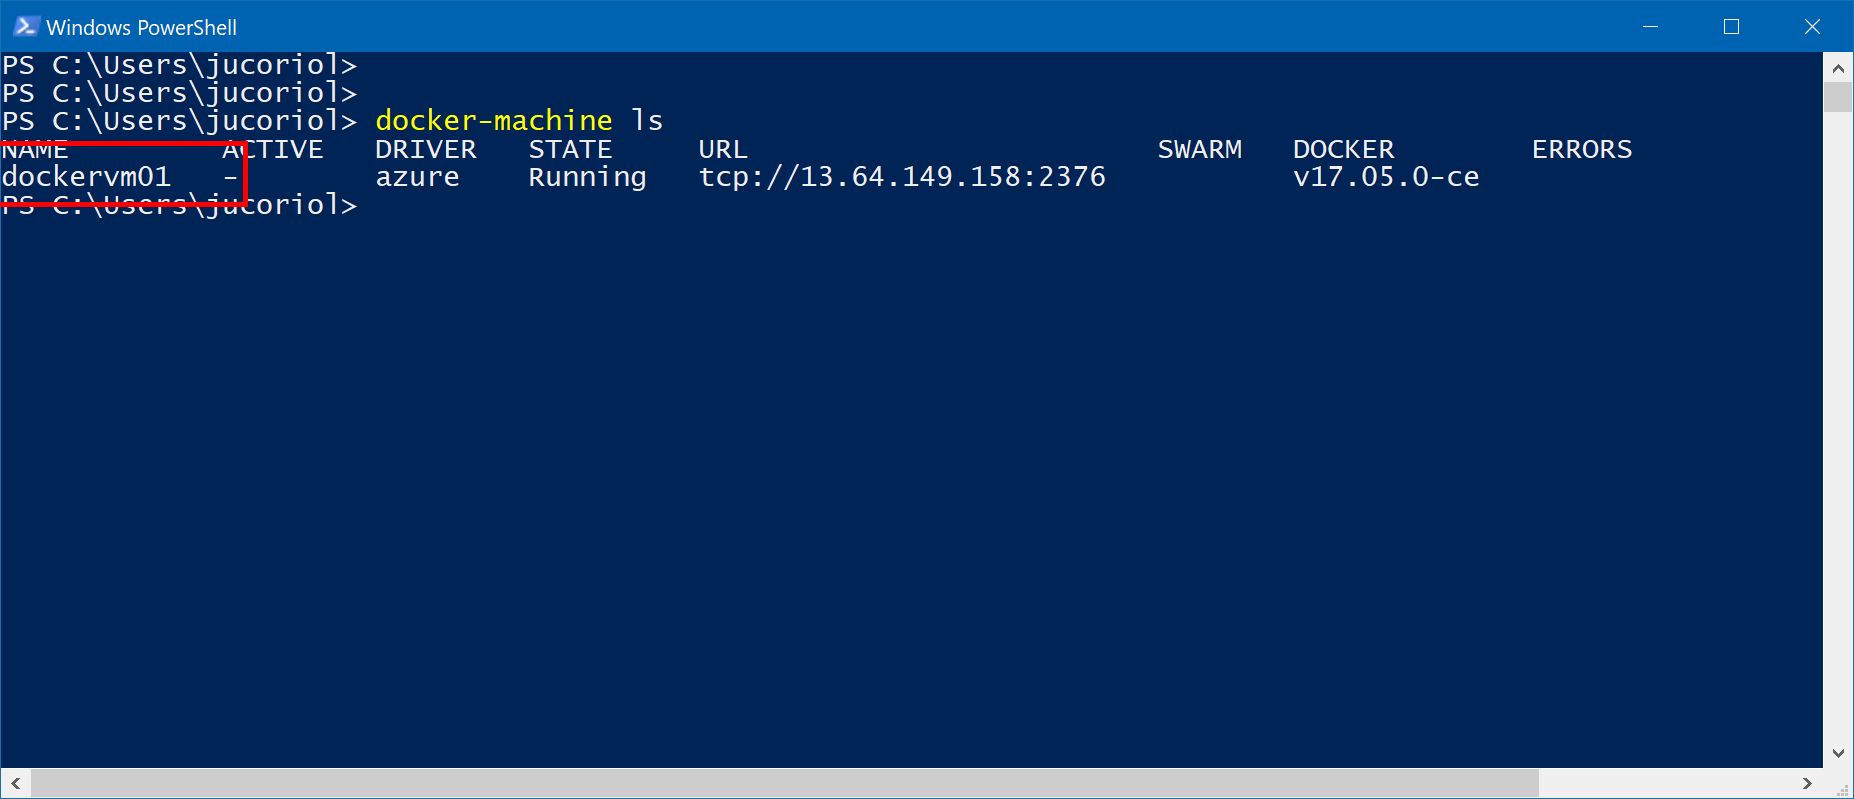 Windows PowerShell
PS C:\Users\jucoriol>
PS C:\Users\jucoriol>
PS C:\Users\jucoriol> docker-machine ls
NAME         ACTIVE   DRIVER   STATE     URL                        SWARM   DOCKER        ERRORS
dockervm01   -        azure    Running   tcp://13.64.149.158:2376           v17.05.0-ce
PS C:\Users\jucoriol>